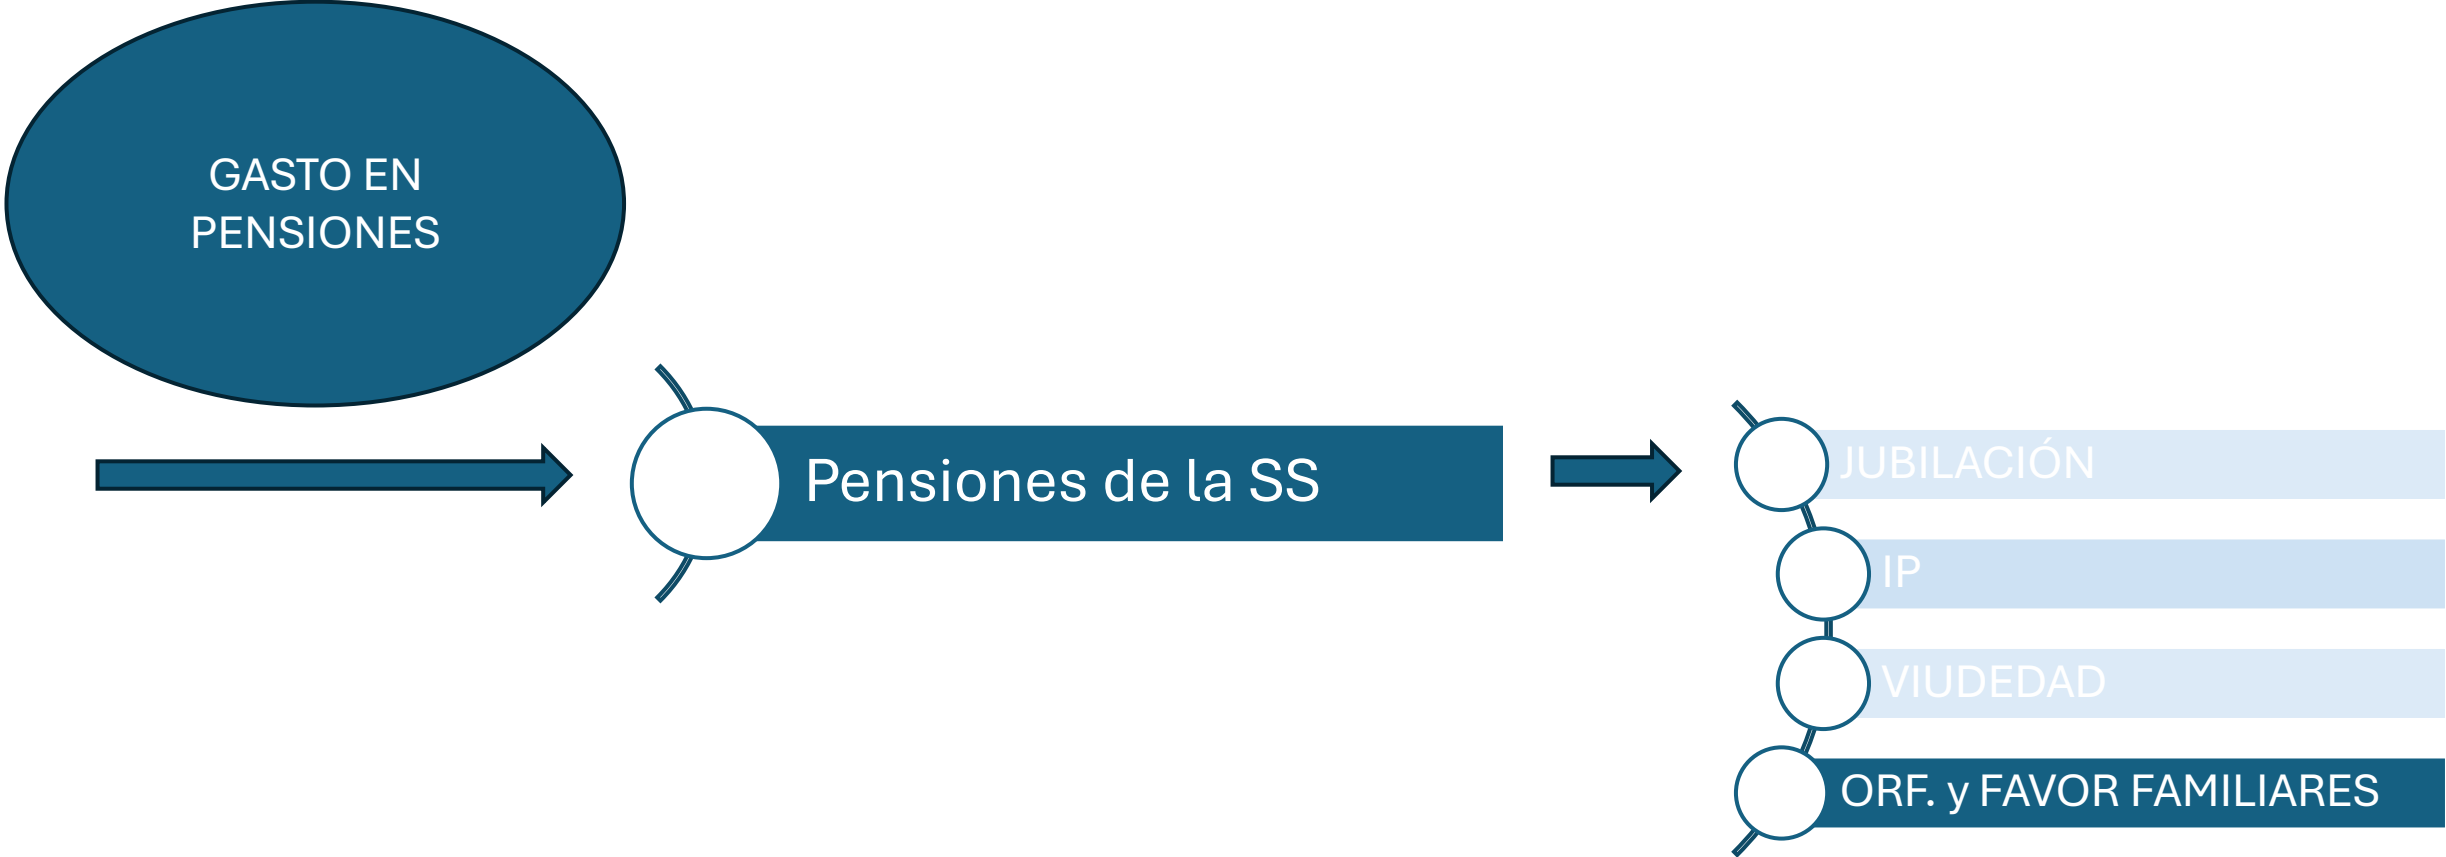 GASTO EN
PENSIONES
Pensiones de la SS
JUBILACIÓN
IP
VIUDEDAD
ORF. y FAVOR FAMILIARES